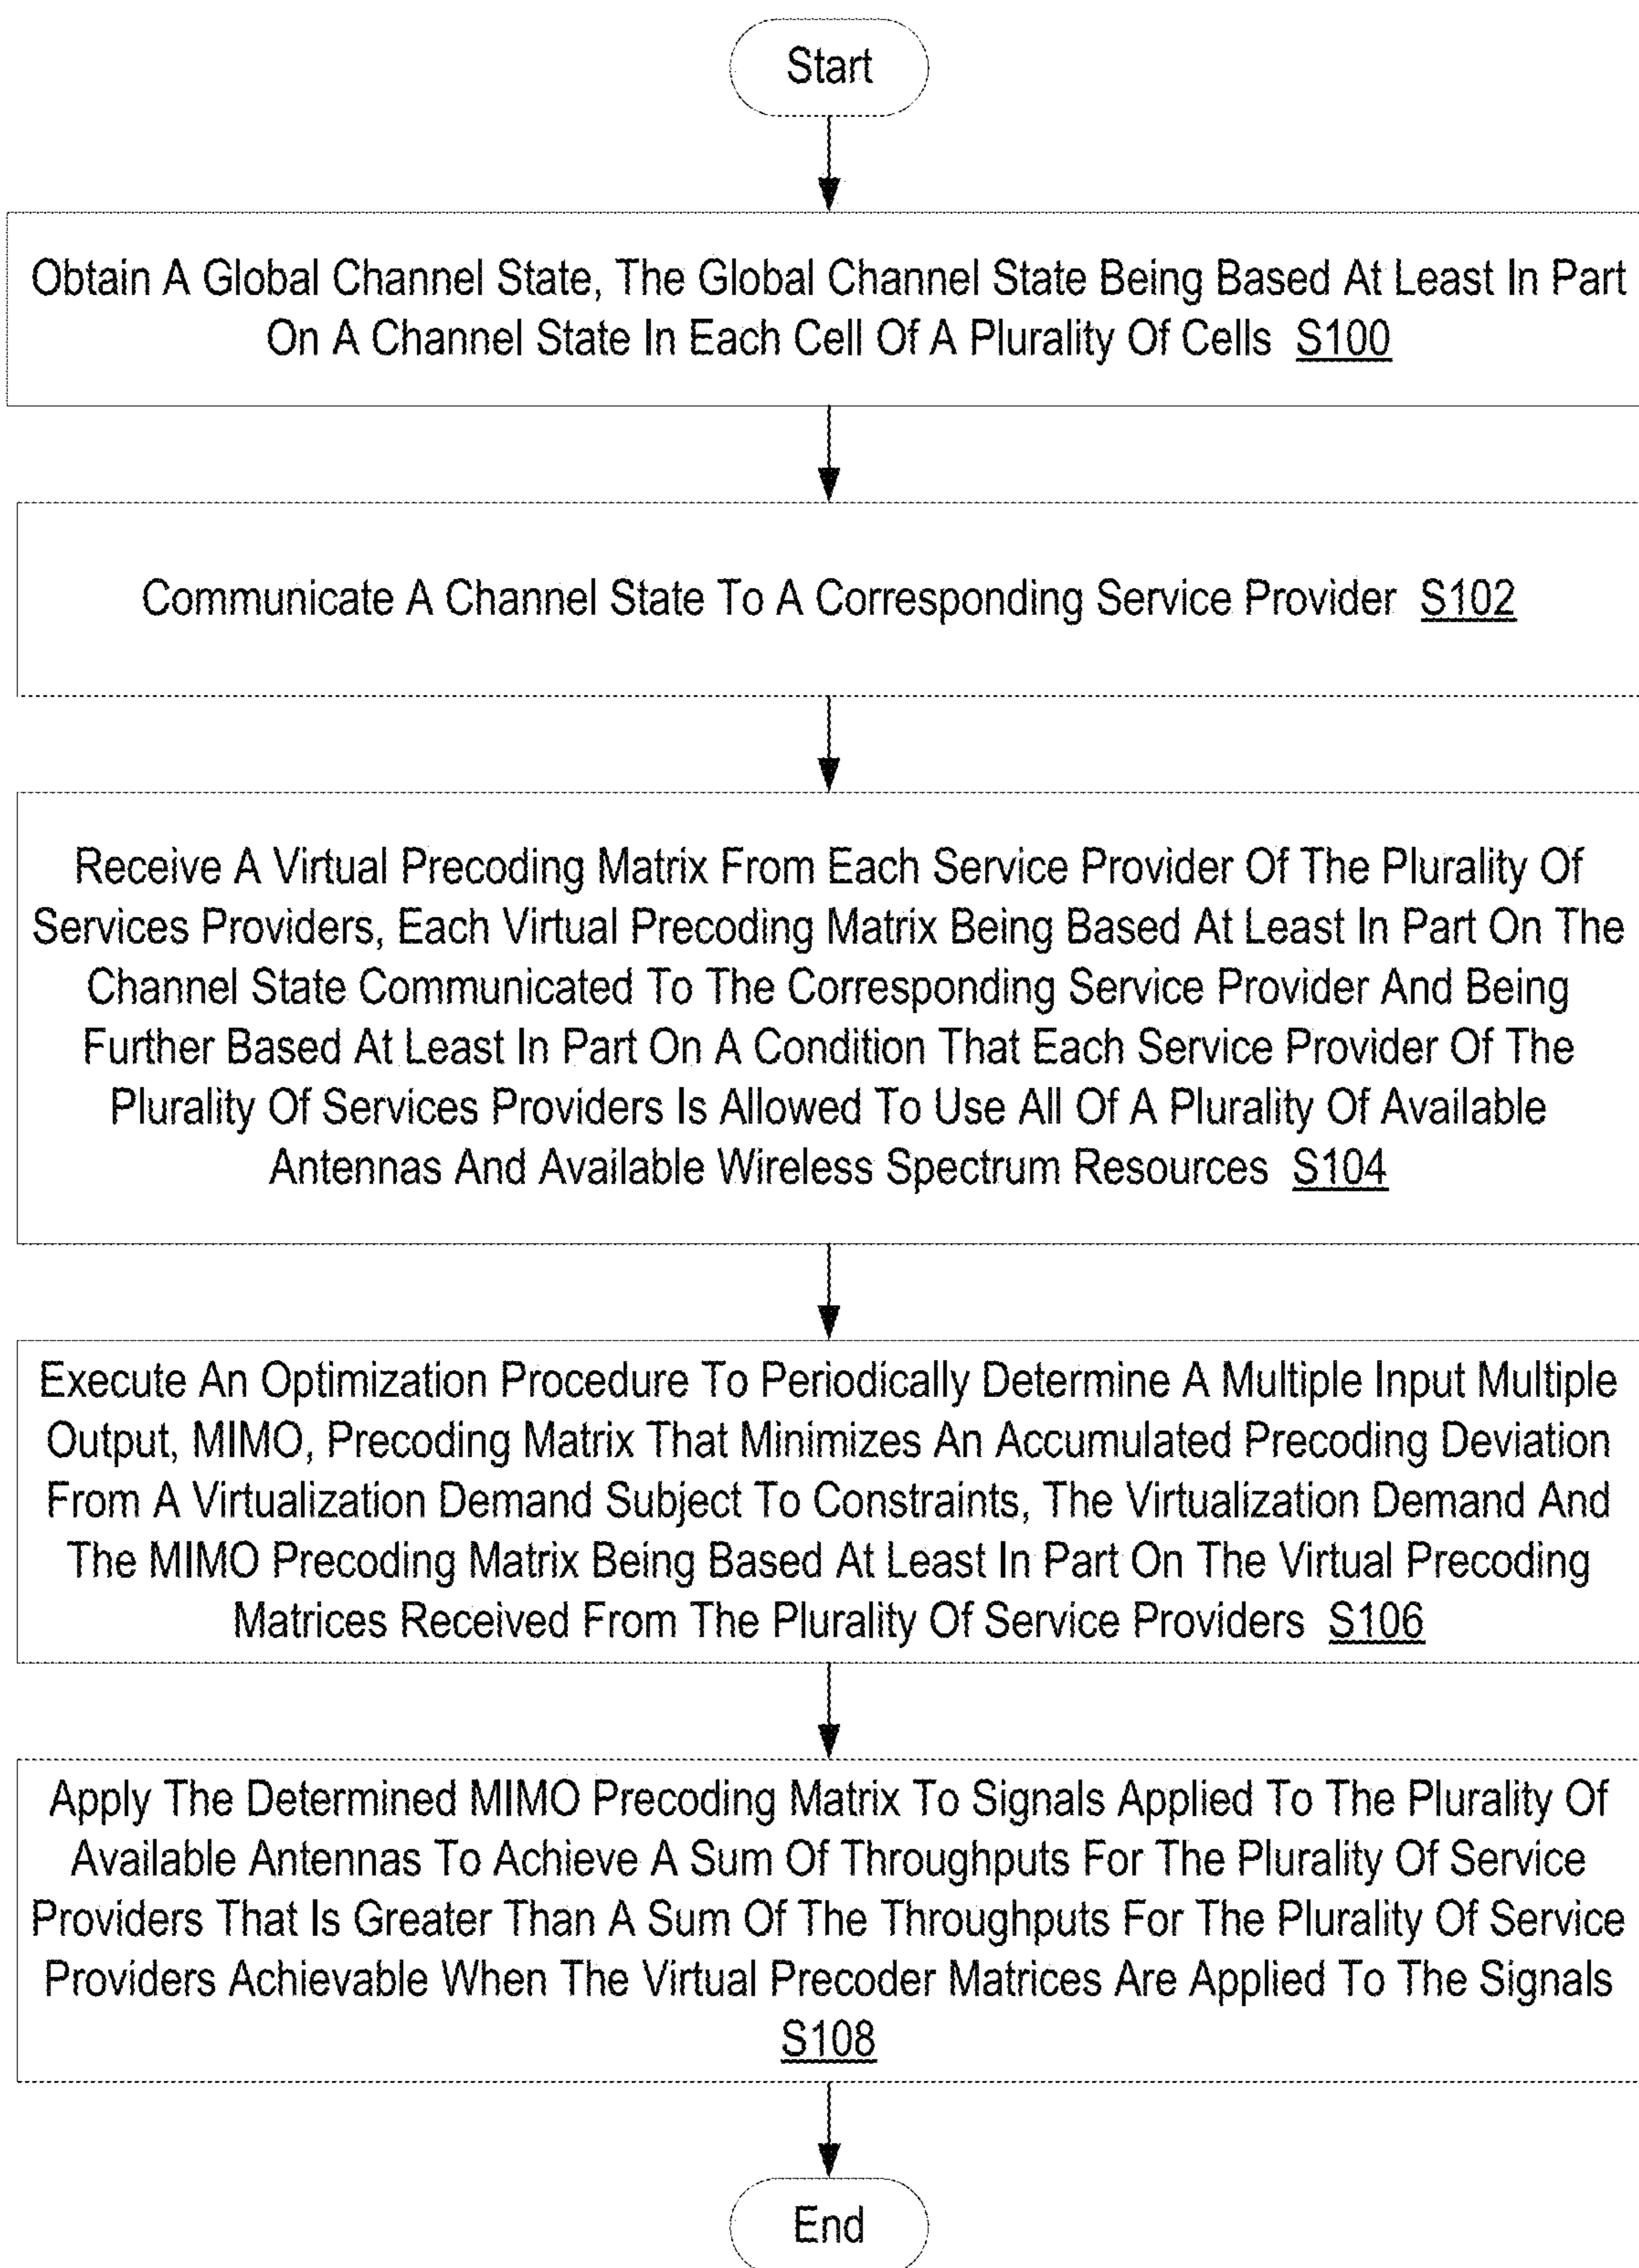 Start
Obtain A Global Channel State, The Global Channel State Being Based At Least In Part
On A Channel State In Each Cell Of A Plurality Of Cells S100
Communicate A Channel State To A Corresponding Service Provider S102
Receive A Virtual Precoding Matrix From Each Service Provider Of The Plurality Of
Services Providers, Each Virtual Precoding Matrix Being Based At Least In Part On The
Channel State Communicated To The Corresponding Service Provider And Being
Further Based At Least In Part On A Condition That Each Service Provider Of The
Plurality Of Services Providers Is Allowed To Use All Of A Plurality Of Available
Antennas And Available Wireless Spectrum Resources S104
Execute An Optimization Procedure To Periodically Determine A Multiple Input Multiple
Output, MIMO, Precoding Matrix That Minimizes An Accumulated Precoding Deviation
From A Virtualization Demand Subject To Constraints, The Virtualization Demand And
The MIMO Precoding Matrix Being Based At Least In Part On The Virtual Precoding
Matrices Received From The Plurality Of Service Providers S106
Apply The Determined MIMO Precoding Matrix To Signals Applied To The Plurality Of
Available Antennas To Achieve A Sum Of Throughputs For The Plurality Of Service
Providers That Is Greater Than A Sum Of The Throughputs For The Plurality Of Service
Providers Achievable When The Virtual Precoder Matrices Are Applied To The Signals
S108
End